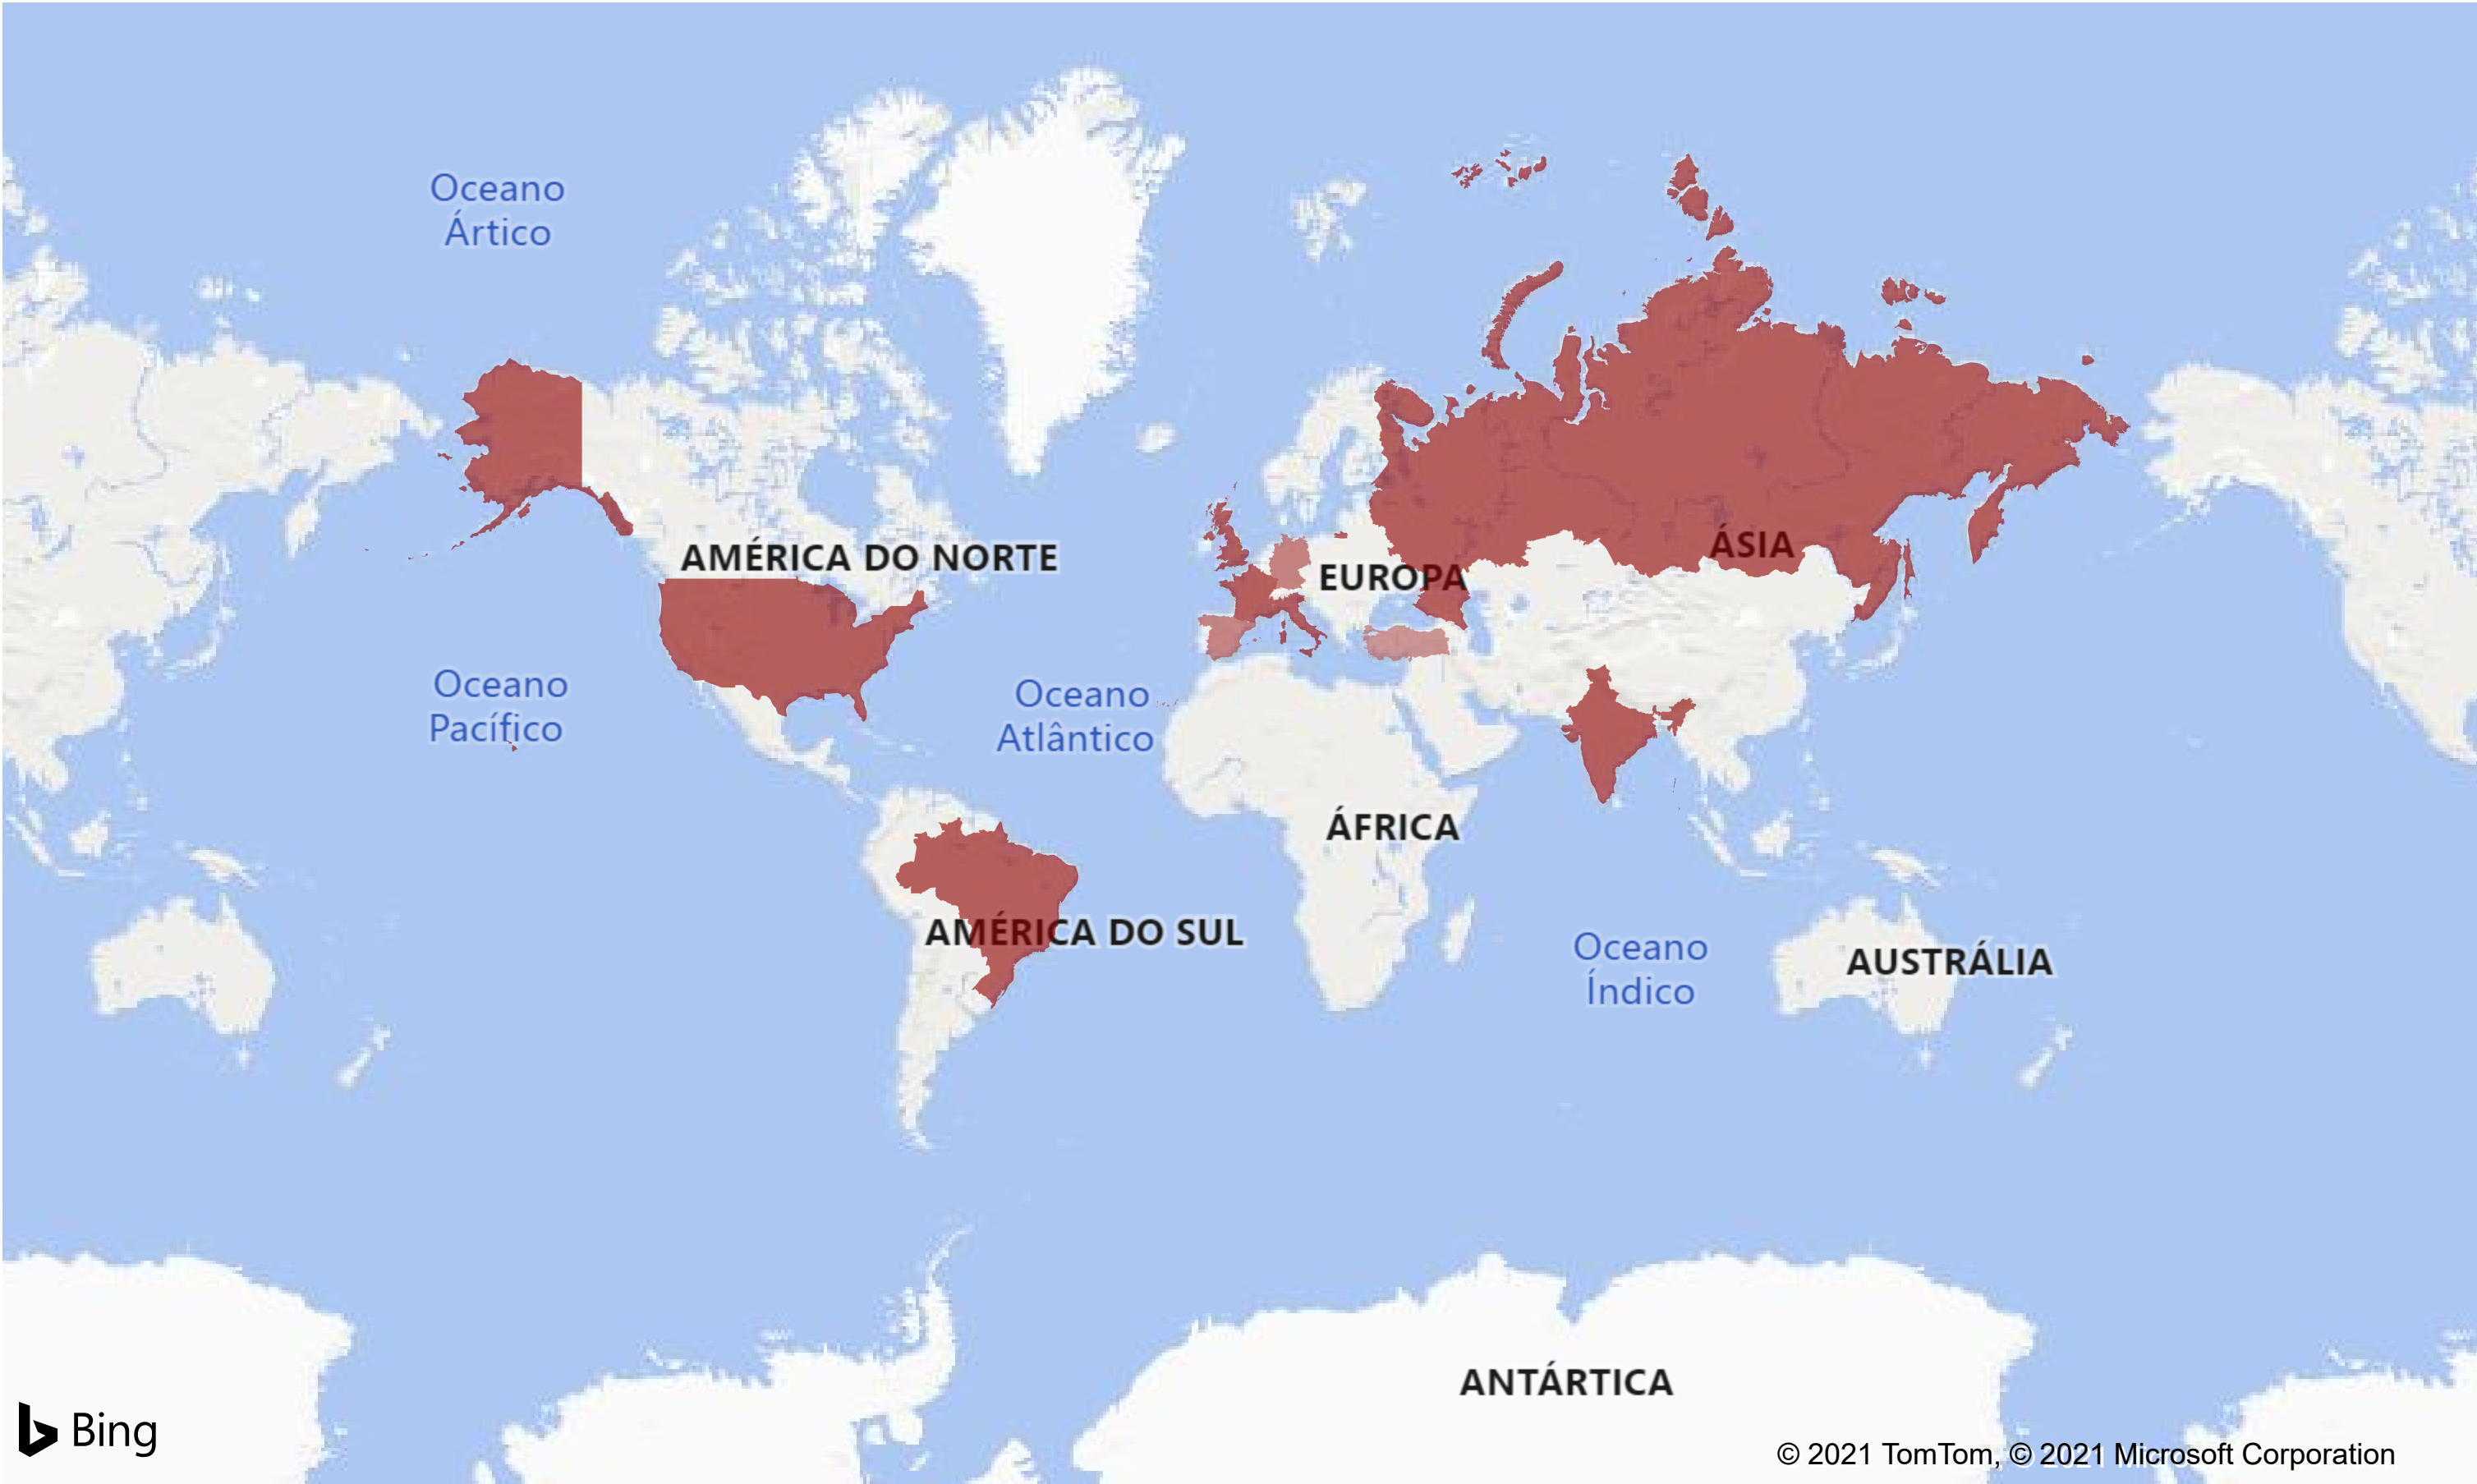 Oceano
Ártico
AMÉRICA DO NORTE
ÁSIA
EUROPA
Oceano
Pacífico
Oceano
Atlântico
ÁFRICA
AMÉRICA DO SUL
Oceano
Índico
AUSTRÁLIA
ANTÁRTICA
Bing
© 2021 TomTom, © 2021 Microsoft Corporation